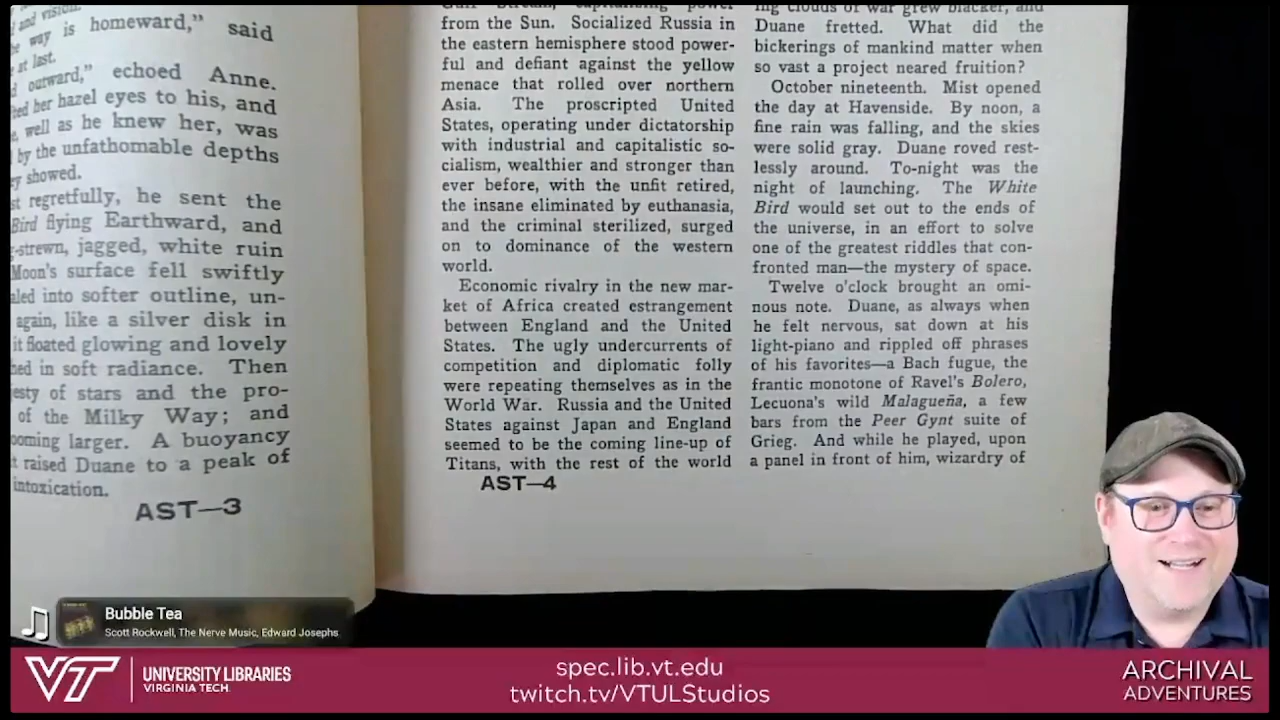 and vision.
way is homeward," said
at last.
outward," echoed Anne.
her hazel eyes to his, and
well as he knew her, was
by the unfathomable depths
showed.
regretfully, he sent the
Bird flying Earthward, and
-strewn, jagged, white ruin
Moon's surface fell swiftly
into softer outline, un-
again, like a silver disk in
it floated glowing and lovely
in soft radiance. Then
of stars and the pro-
of the Milky Way; and
larger. A buoyancy
raised Duane to a peak of
intoxication.
AST—3
from the Sun. Socialized Russia in
the eastern hemisphere stood power-
ful and defiant against the yellow
menace that rolled over northern
Asia. The proscripted United
States, operating under dictatorship
with industrial and capitalistic so-
cialism, wealthier and stronger than
ever before, with the unfit retired,
the insane eliminated by euthanasia,
and the criminal sterilized, surged
on to dominance of the western
world.
Economic rivalry in the new mar-
ket of Africa created estrangement
between England and the United
States. The ugly undercurrents of
competition and diplomatic folly
were repeating themselves as in the
World War. Russia and the United
States against Japan and England
seemed to be the coming line-up of
Titans, with the rest of the world
AST—4
ing clouds of war grew blacker, and
Duane fretted. What did the
bickerings of mankind matter when
so vast a project neared fruition?
October nineteenth. Mist opened
the day at Havenside. By noon, a
fine rain was falling, and the skies
were solid gray. Duane roved rest-
lessly around. To-night was the
night of launching. The White
Bird would set out to the ends of
the universe, in an effort to solve
one of the greatest riddles that con-
fronted man—the mystery of space.
Twelve o'clock brought an omi-
nous note. Duane, as always when
he felt nervous, sat down at his
light-piano and rippled off phrases
of his favorites—a Bach fugue, the
frantic monotone of Ravel's Bolero,
Lecuona's wild Malagueña, a few
bars from the Peer Gynt suite of
Grieg. And while he played, upon
a panel in front of him, wizardry of
Bubble Tea
Scott Rockwell, The Nerve Music, Edward Josephs
VT UNIVERSITY LIBRARIES
VIRGINIA TECH
spec.lib.vt.edu
twitch.tv/VTULStudios
ARCHIVAL
ADVENTURES